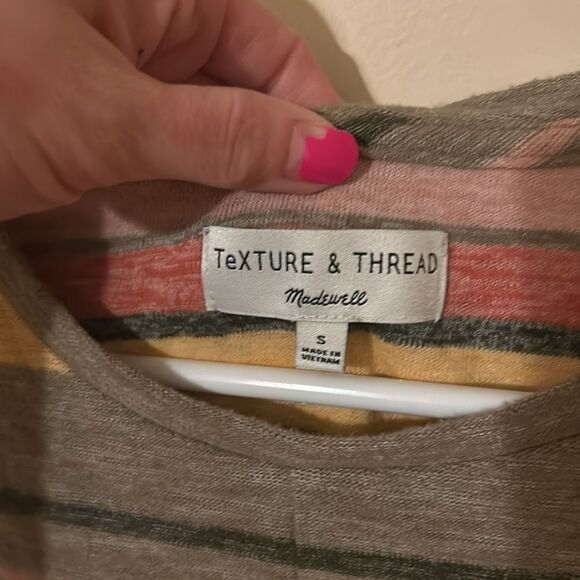 TeXTURE & THREAD
Madewell
S
MADE IN
VIETNAM